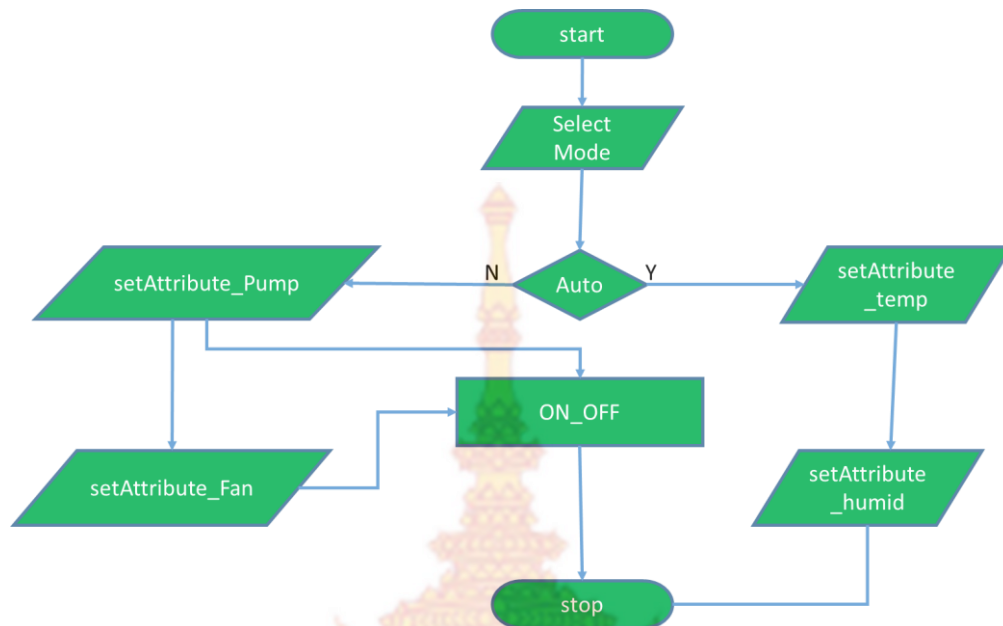 start
Select
Mode
N
Auto
Y
setAttribute_Pump
setAttribute
_temp
ON_OFF
setAttribute_Fan
setAttribute
_humid
stop